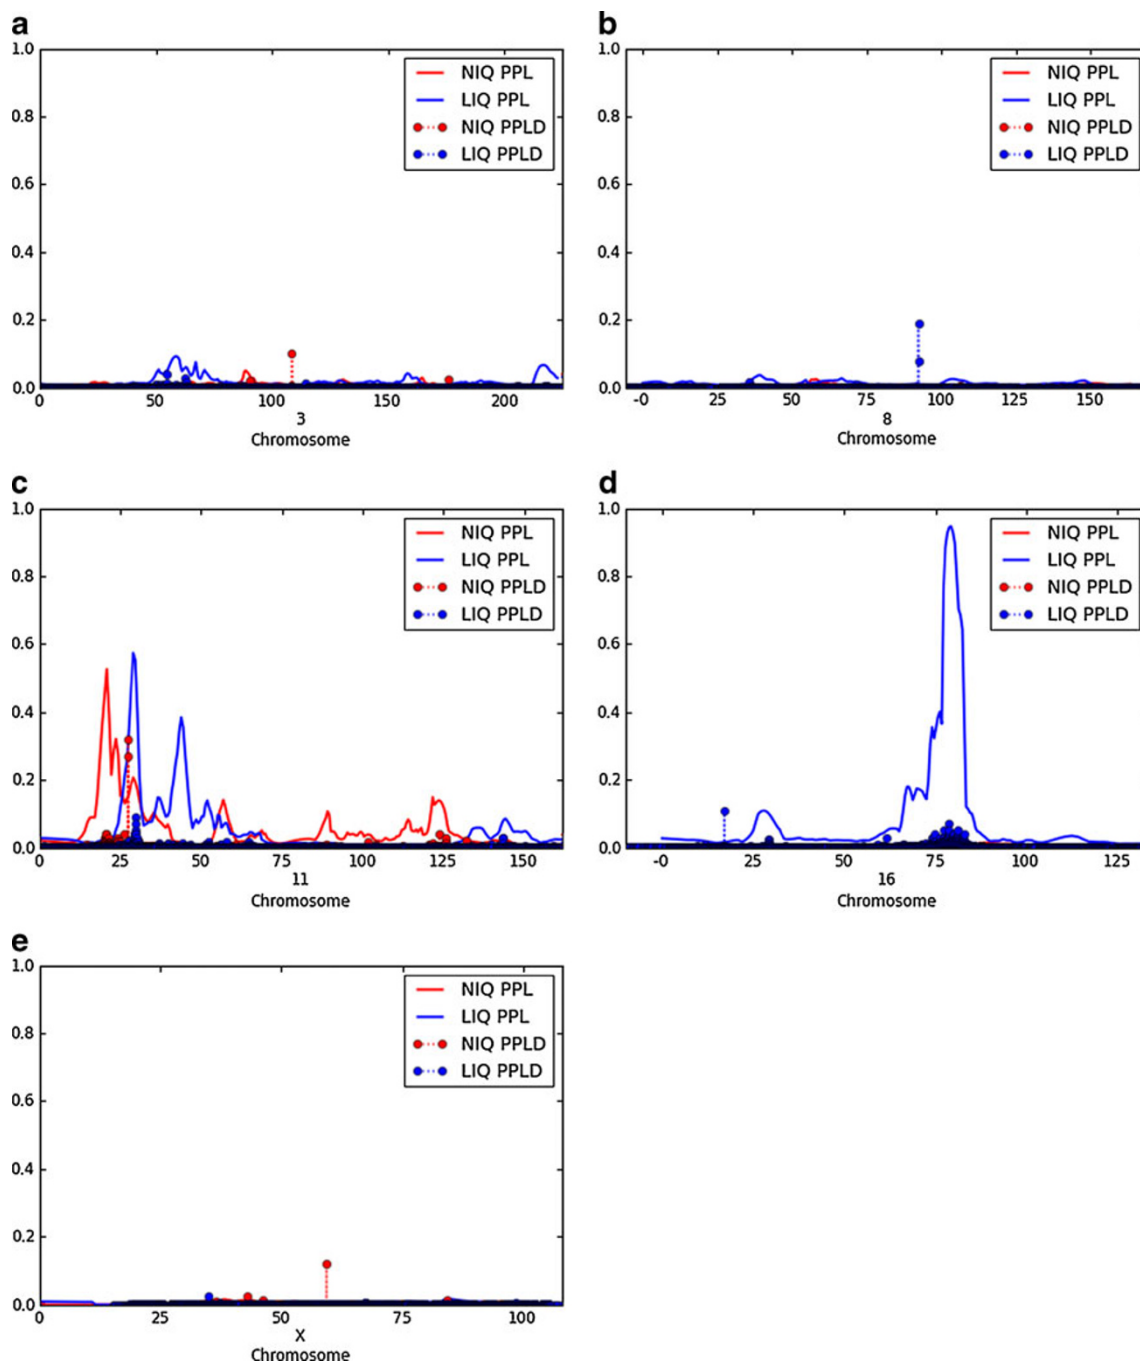 a
1.0
0.8
0.6
0.4
0.2
0.0
NIQ PPL
LIQ PPL
NIQ PPLD
LIQ PPLD
0 50 100 150 200
3
Chromosome
b
1.0
0.8
0.6
0.4
0.2
0.0
NIQ PPL
LIQ PPL
NIQ PPLD
LIQ PPLD
-0 25 50 75 100 125 150
8
Chromosome
c
1.0
0.8
0.6
0.4
0.2
0.0
NIQ PPL
LIQ PPL
NIQ PPLD
LIQ PPLD
0 25 50 75 100 125 150
11
Chromosome
d
1.0
0.8
0.6
0.4
0.2
0.0
NIQ PPL
LIQ PPL
NIQ PPLD
LIQ PPLD
-0 25 50 75 100 125
16
Chromosome
e
1.0
0.8
0.6
0.4
0.2
0.0
NIQ PPL
LIQ PPL
NIQ PPLD
LIQ PPLD
0 25 50 75 100
X
Chromosome